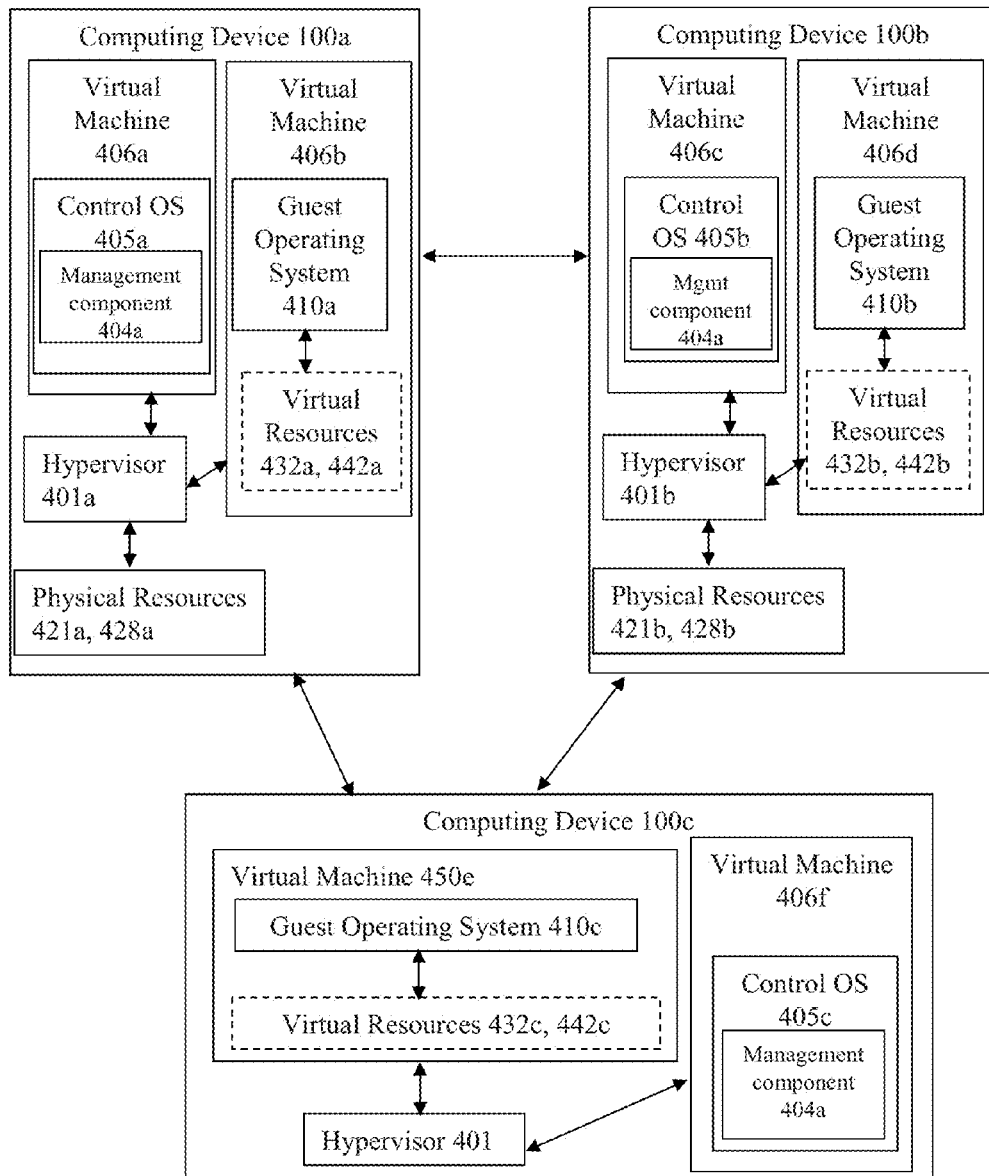 Computing Device 100a
Virtual
Machine
406a
Control OS
405a
Management
component
404a
Virtual
Machine
406b
Guest
Operating
System
410a
Virtual
Resources
432a, 442a
Hypervisor
401a
Physical Resources
421a, 428a
Computing Device 100b
Virtual
Machine
406c
Control
OS 405b
Mgmt
component
404a
Virtual
Machine
406d
Guest
Operating
System
410b
Virtual
Resources
432b, 442b
Hypervisor
401b
Physical Resources
421b, 428b
Computing Device 100c
Virtual Machine 450e
Guest Operating System 410c
Virtual Resources 432c, 442c
Hypervisor 401
Virtual Machine
406f
Control OS
405c
Management
component
404a